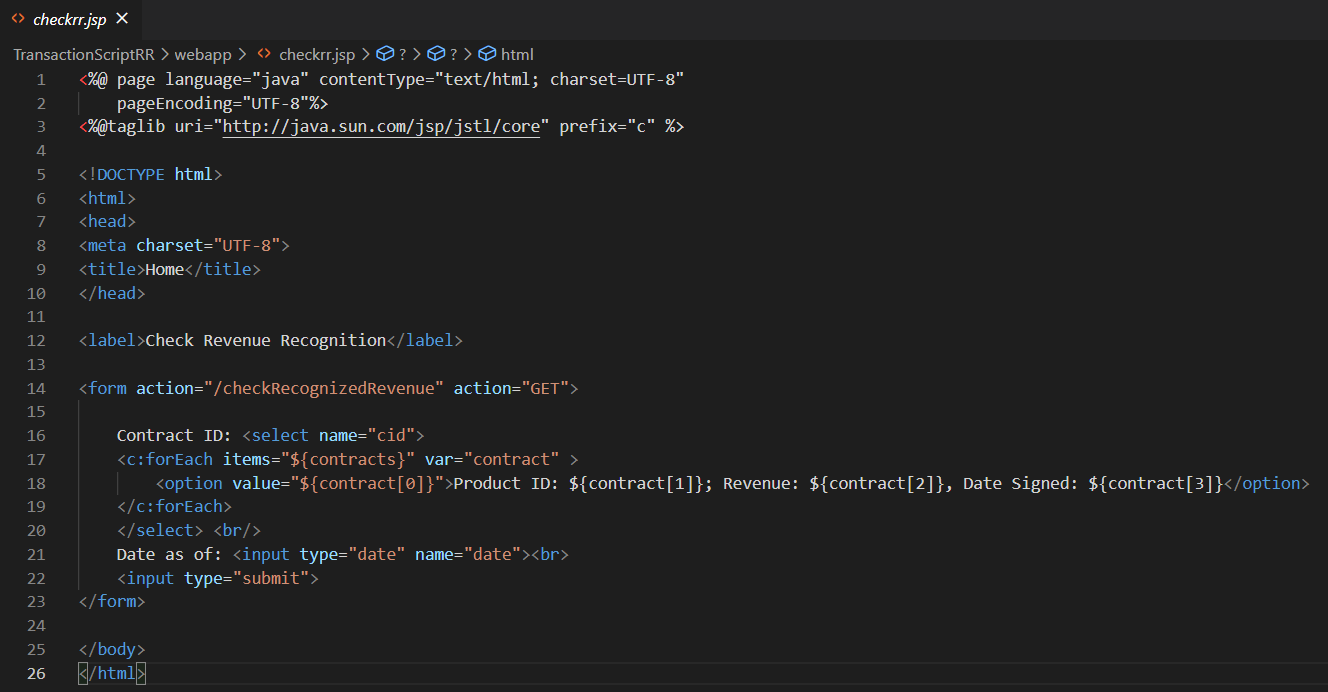 checkrr.jsp
TransactionScriptRR > webapp > checkrr.jsp > ? > ? > html
1 <%@ page language="java" contentType="text/html; charset=UTF-8"
2     pageEncoding="UTF-8"%>
3 <%@taglib uri="http://java.sun.com/jsp/jstl/core" prefix="c" %>
4
5 <!DOCTYPE html>
6 <html>
7 <head>
8 <meta charset="UTF-8">
9 <title>Home</title>
10 </head>
11
12 <label>Check Revenue Recognition</label>
13
14 <form action="/checkRecognizedRevenue" action="GET">
15
16     Contract ID: <select name="cid">
17     <c:forEach items="${contracts}" var="contract" >
18         <option value="${contract[0]}">Product ID: ${contract[1]}; Revenue: ${contract[2]}, Date Signed: ${contract[3]}</option>
19     </c:forEach>
20     </select> <br/>
21     Date as of: <input type="date" name="date"><br>
22     <input type="submit">
23 </form>
24
25 </body>
26 </html>